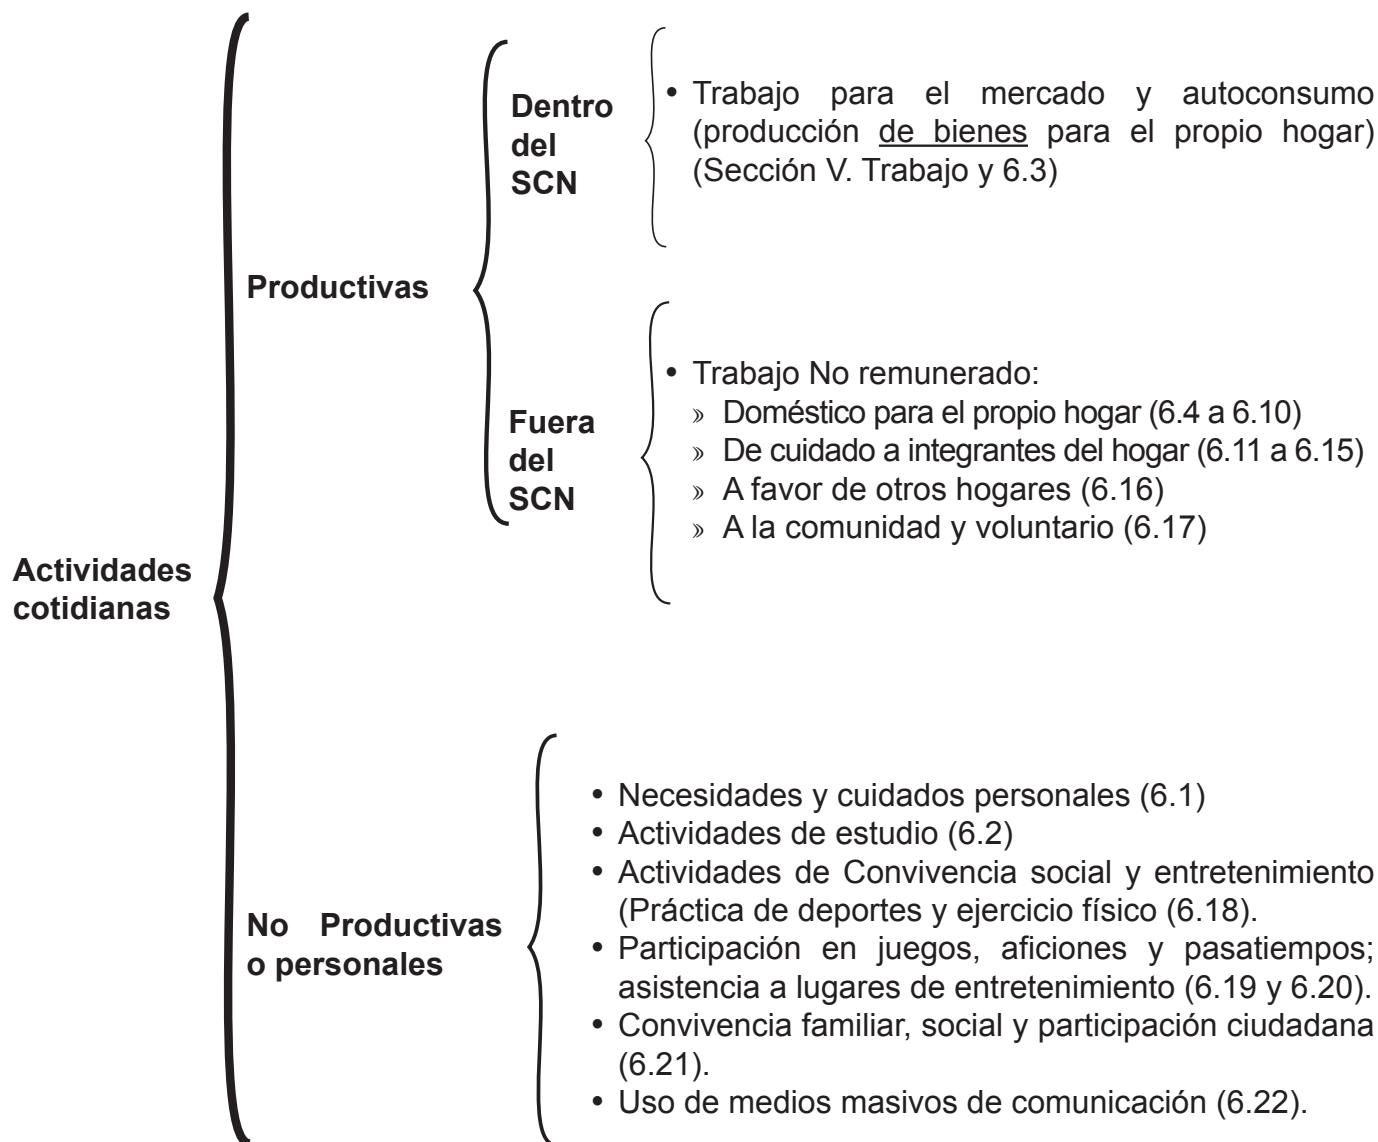 Dentro
del
SCN
• Trabajo para el mercado y autoconsumo
(producción de bienes para el propio hogar)
(Sección V. Trabajo y 6.3)
Productivas
Fuera
del
SCN
• Trabajo No remunerado:
» Doméstico para el propio hogar (6.4 a 6.10)
» De cuidado a integrantes del hogar (6.11 a 6.15)
» A favor de otros hogares (6.16)
» A la comunidad y voluntario (6.17)
Actividades
cotidianas
No Productivas
o personales
• Necesidades y cuidados personales (6.1)
• Actividades de estudio (6.2)
• Actividades de Convivencia social y entretenimiento
(Práctica de deportes y ejercicio físico (6.18).
• Participación en juegos, aficiones y pasatiempos;
asistencia a lugares de entretenimiento (6.19 y 6.20).
• Convivencia familiar, social y participación ciudadana
(6.21).
• Uso de medios masivos de comunicación (6.22).